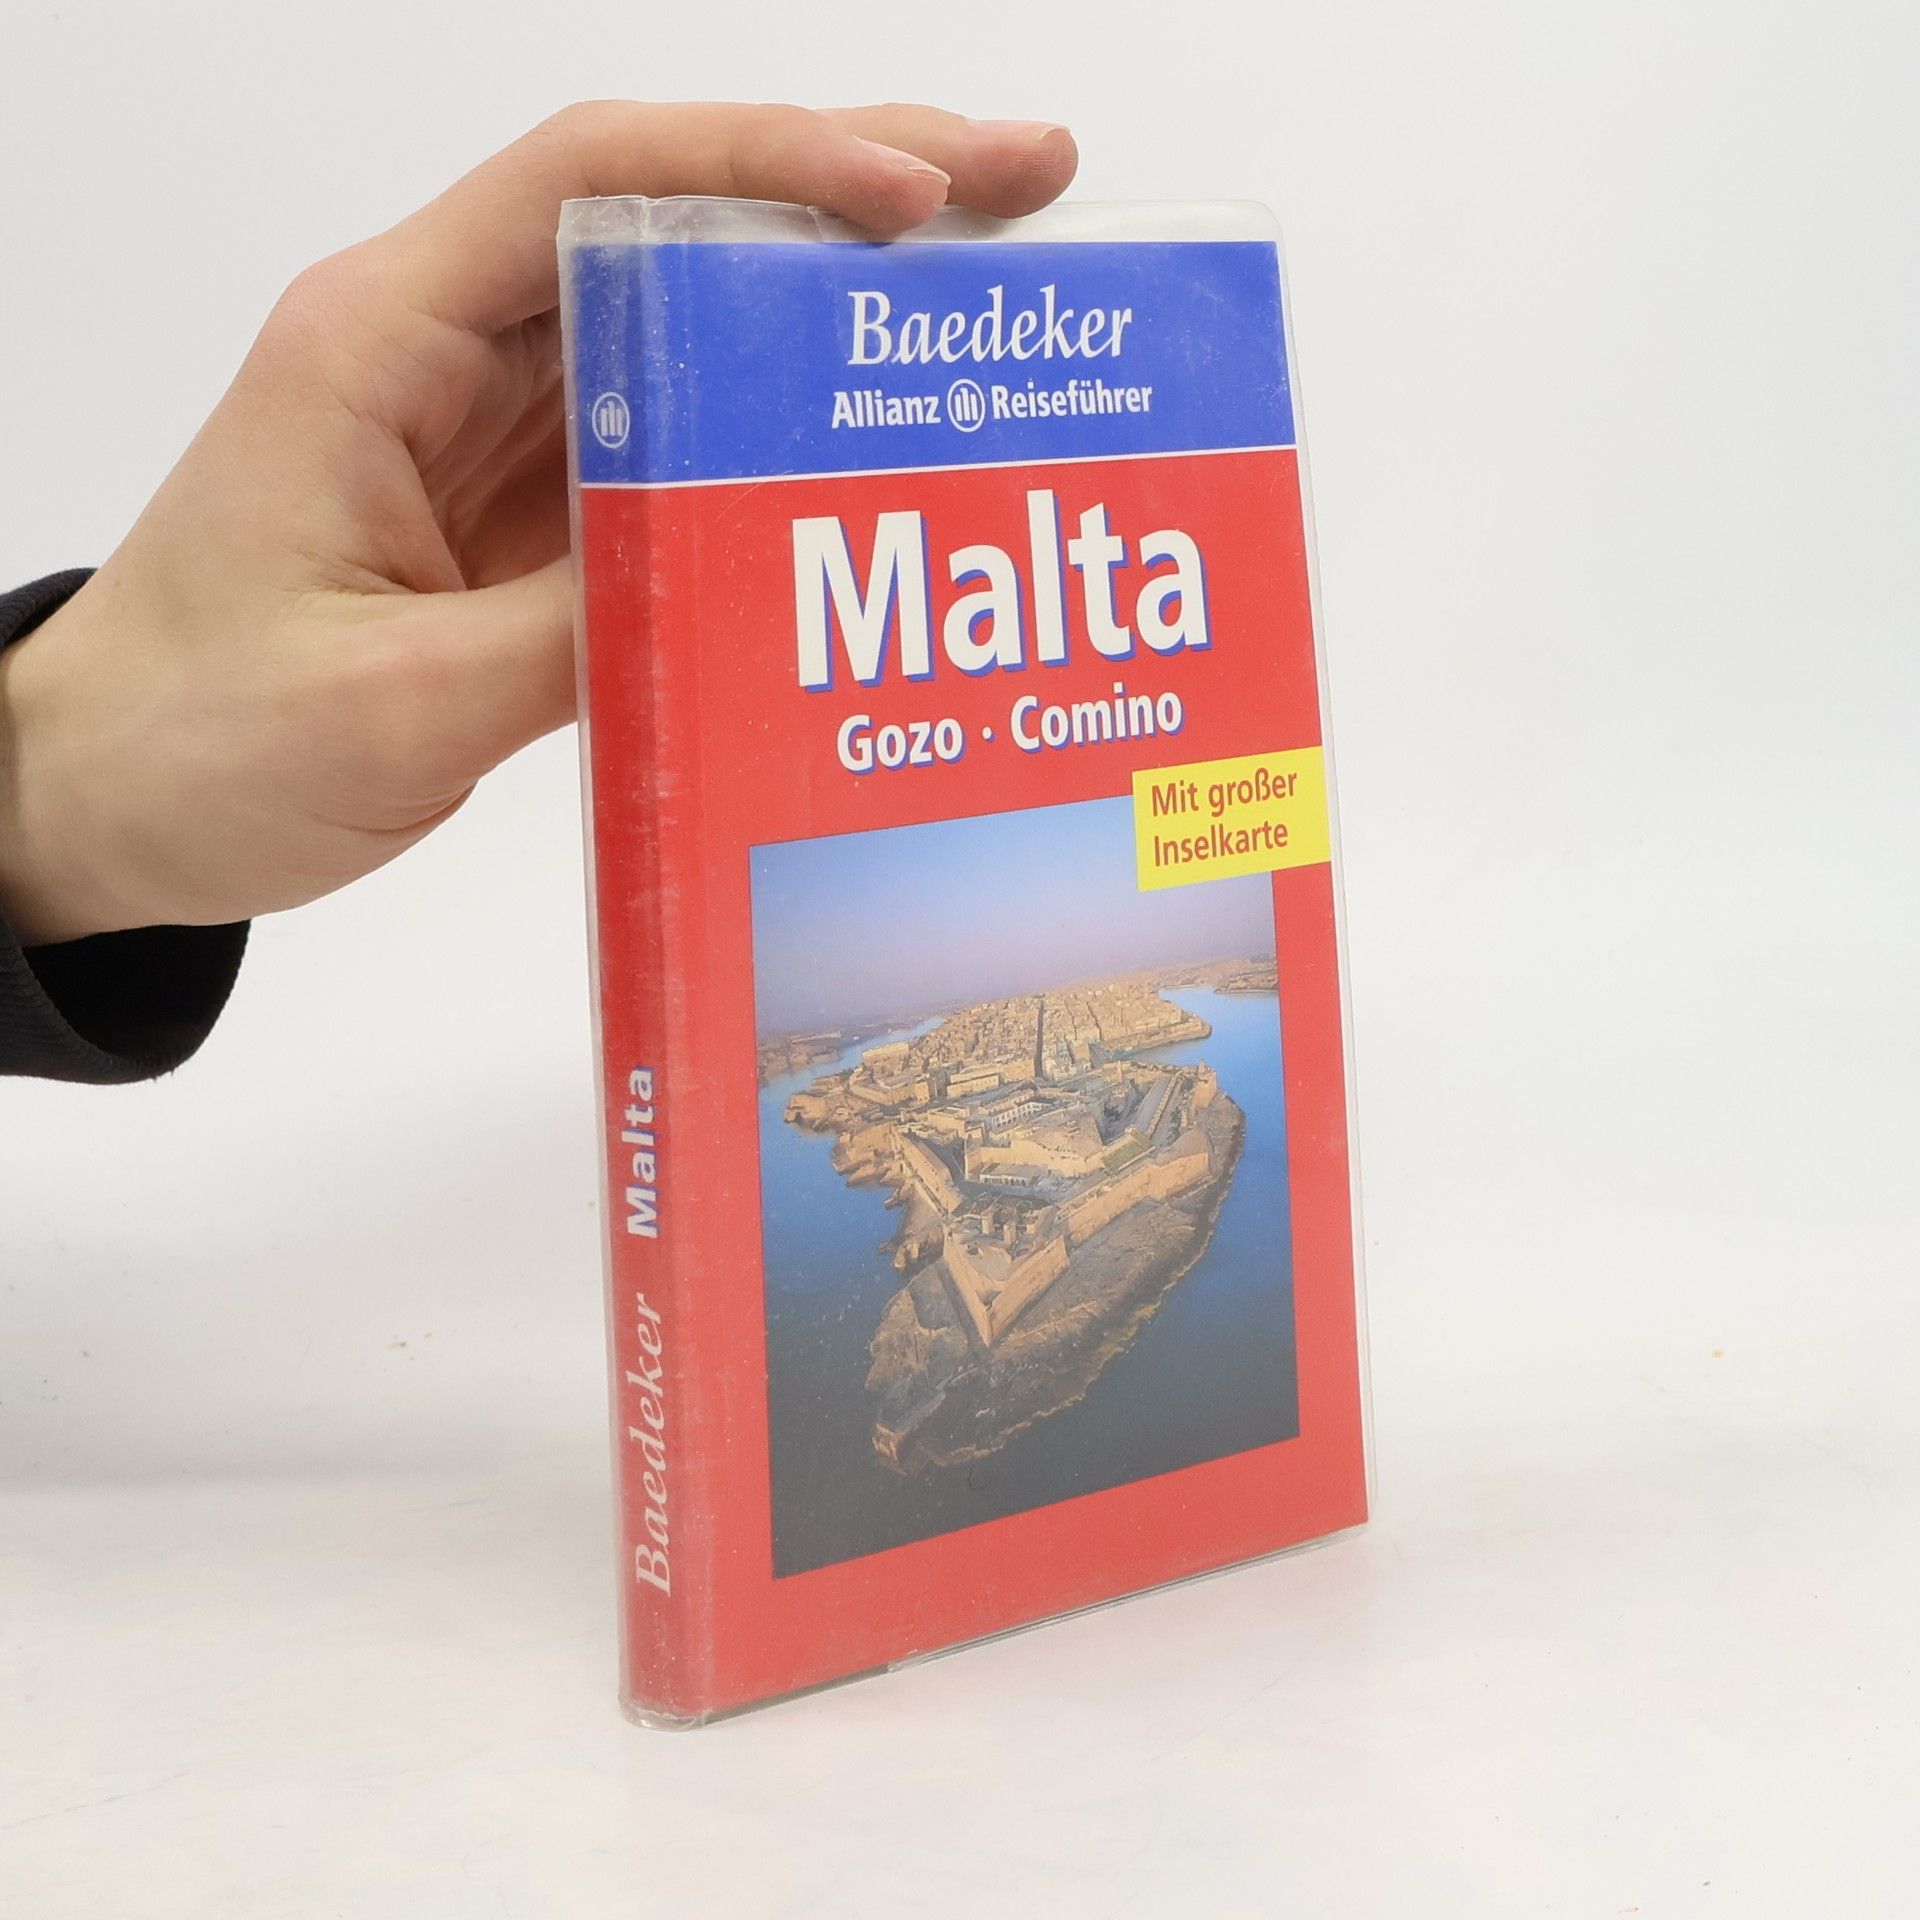 Baedeker
Allianz Reiseführer
Malta
Gozo · Comino
Mit großer
Inselkarte
Baedeker Malta